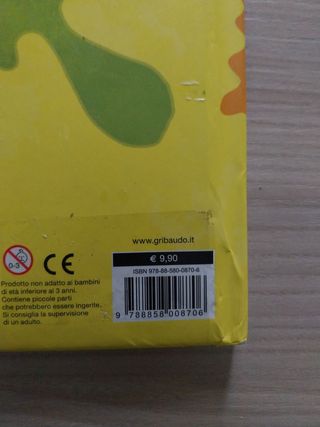 www.gribaudo.it
€ 9,90
ISBN 978-88-580-0870-6
0-3
CE
Prodotto non adatto ai bambini
di età inferiore ai 3 anni.
Contiene piccole parti
che potrebbero essere ingerite.
Si consiglia la supervisione
di un adulto.
9 788858 008706